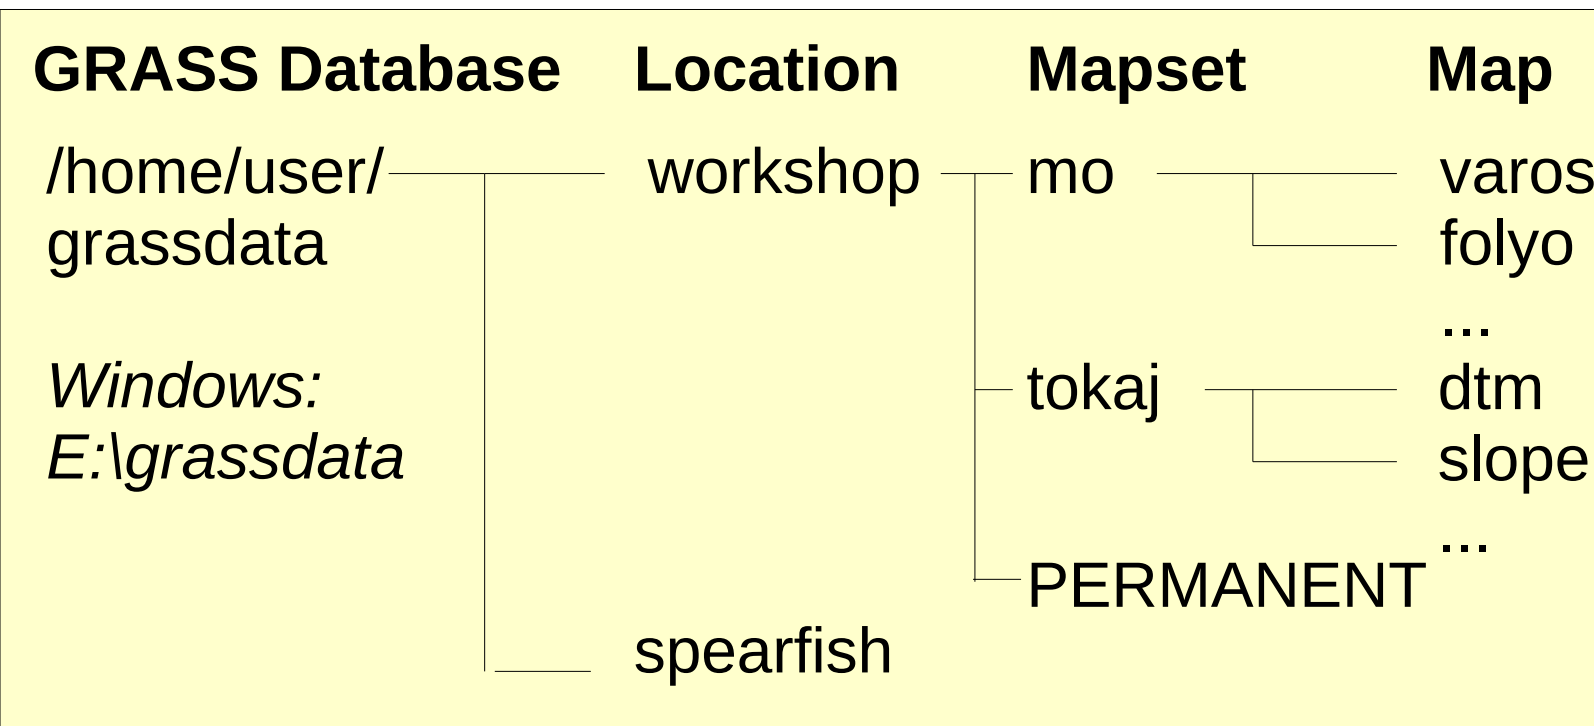 GRASS Database Location Mapset Map
/home/user/ workshop mo varos
grassdata folyo
...
Windows: tokaj dtm
E:\grassdata slope
...
PERMANENT
spearfish